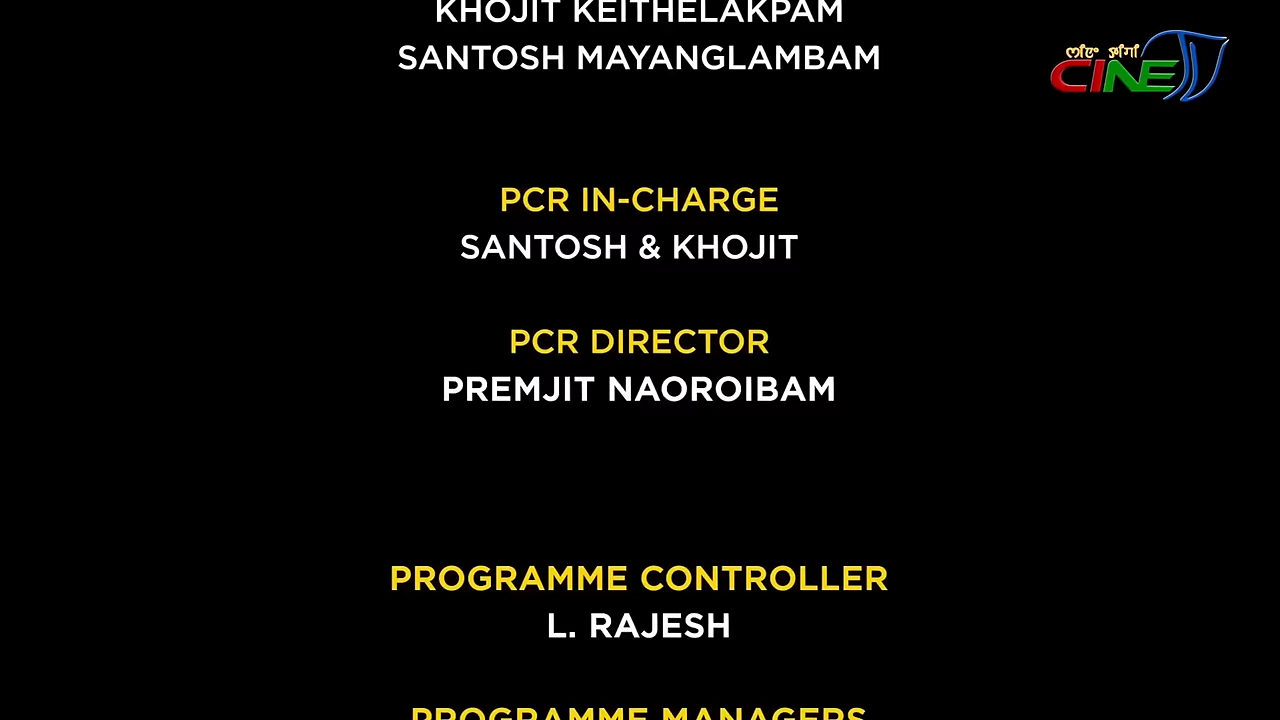 KHOJIT KEITHELAKPAM
SANTOSH MAYANGLAMBAM
CINE
PCR IN-CHARGE
SANTOSH & KHOJIT
PCR DIRECTOR
PREMJIT NAOROIBAM
PROGRAMME CONTROLLER
L. RAJESH
PROGRAMME MANAGERS